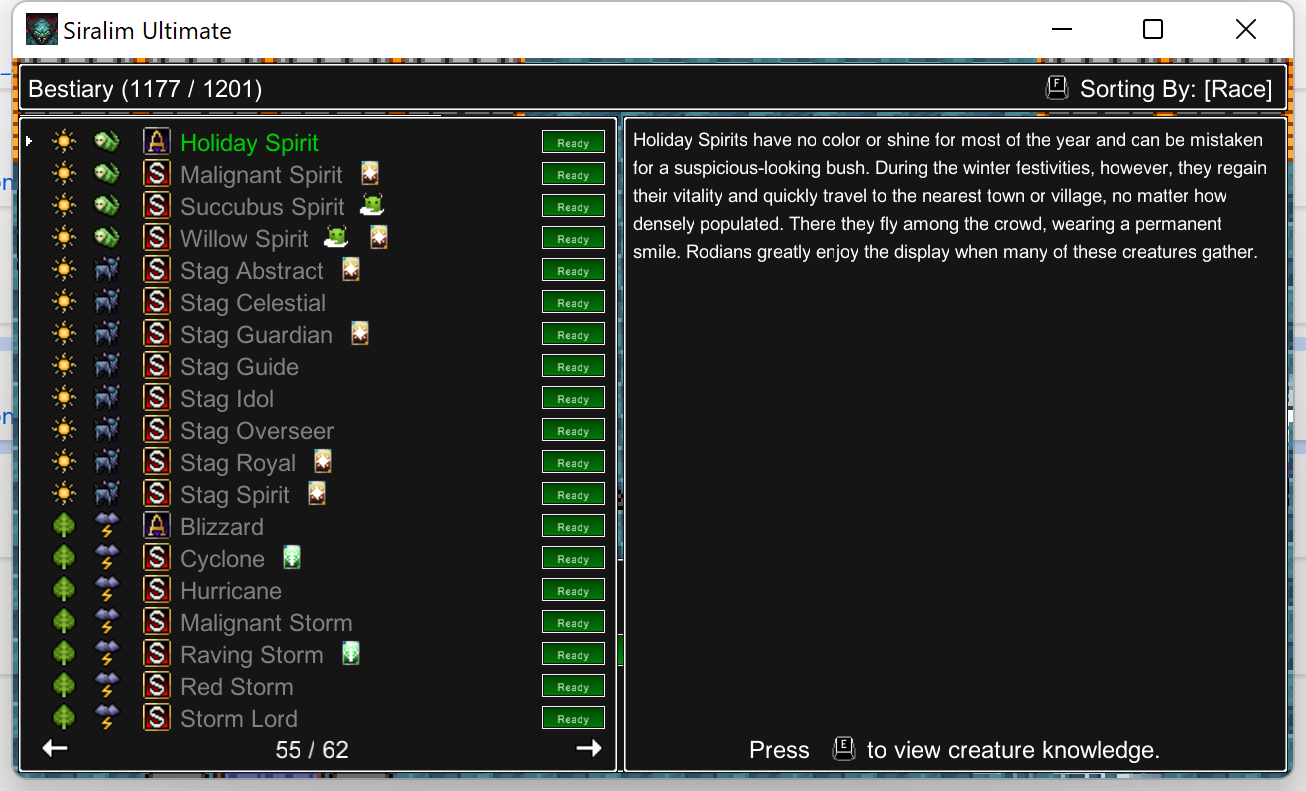 Siralim Ultimate
Bestiary (1177 / 1201)
F Sorting By: [Race]
A Holiday Spirit Ready
S Malignant Spirit Ready
S Succubus Spirit Ready
S Willow Spirit Ready
S Stag Abstract Ready
S Stag Celestial Ready
S Stag Guardian Ready
S Stag Guide Ready
S Stag Idol Ready
S Stag Overseer Ready
S Stag Royal Ready
S Stag Spirit Ready
A Blizzard Ready
S Cyclone Ready
S Hurricane Ready
S Malignant Storm Ready
S Raving Storm Ready
S Red Storm Ready
S Storm Lord Ready
55 / 62
Holiday Spirits have no color or shine for most of the year and can be mistaken
for a suspicious-looking bush. During the winter festivities, however, they regain
their vitality and quickly travel to the nearest town or village, no matter how
densely populated. There they fly among the crowd, wearing a permanent
smile. Rodians greatly enjoy the display when many of these creatures gather.
Press E to view creature knowledge.